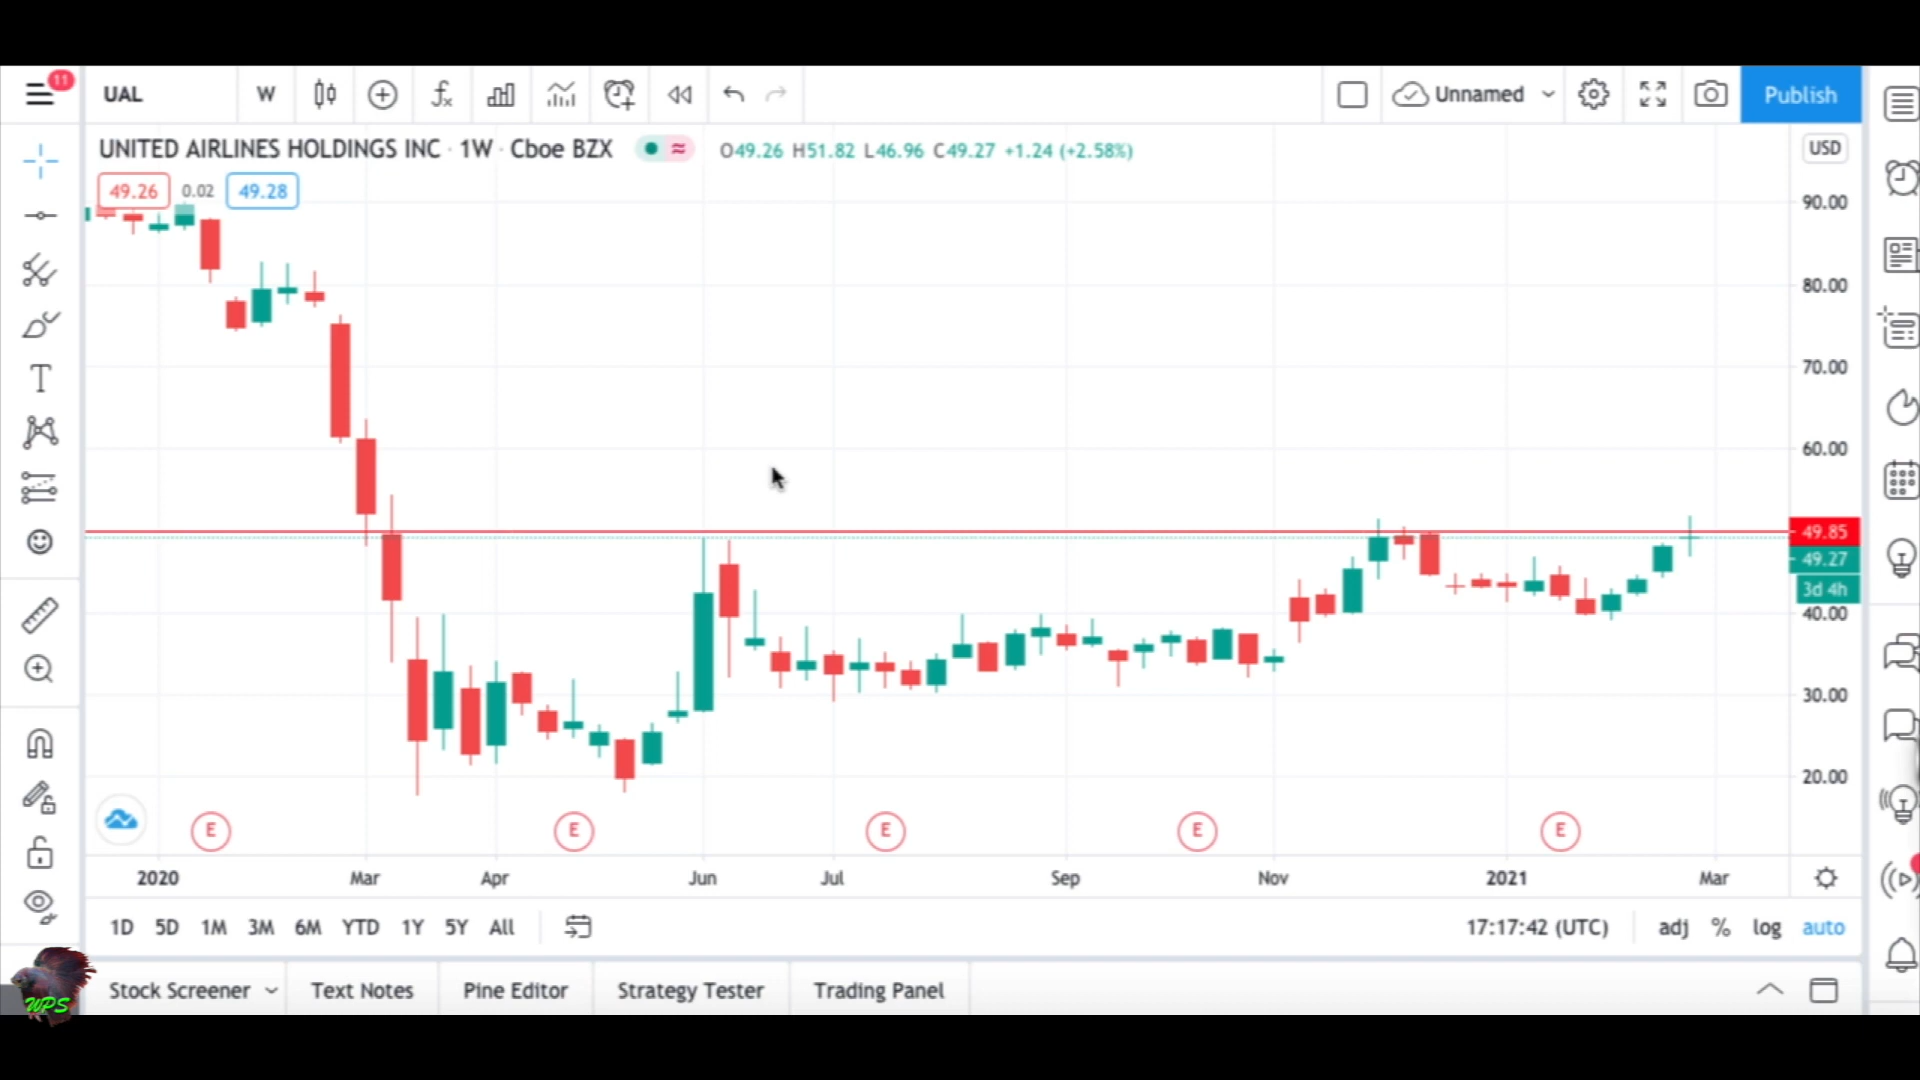 11
UAL W Unnamed Publish
UNITED AIRLINES HOLDINGS INC · 1W · Cboe BZX O49.26 H51.82 L46.96 C49.27 +1.24 (+2.58%) USD
49.26 0.02 49.28
90.00
80.00
70.00
60.00
49.85
49.27
3d 4h
40.00
30.00
20.00
E E E E E
2020 Mar Apr Jun Jul Sep Nov 2021 Mar
1D 5D 1M 3M 6M YTD 1Y 5Y All 17:17:42 (UTC) adj % log auto
Stock Screener Text Notes Pine Editor Strategy Tester Trading Panel
WPS